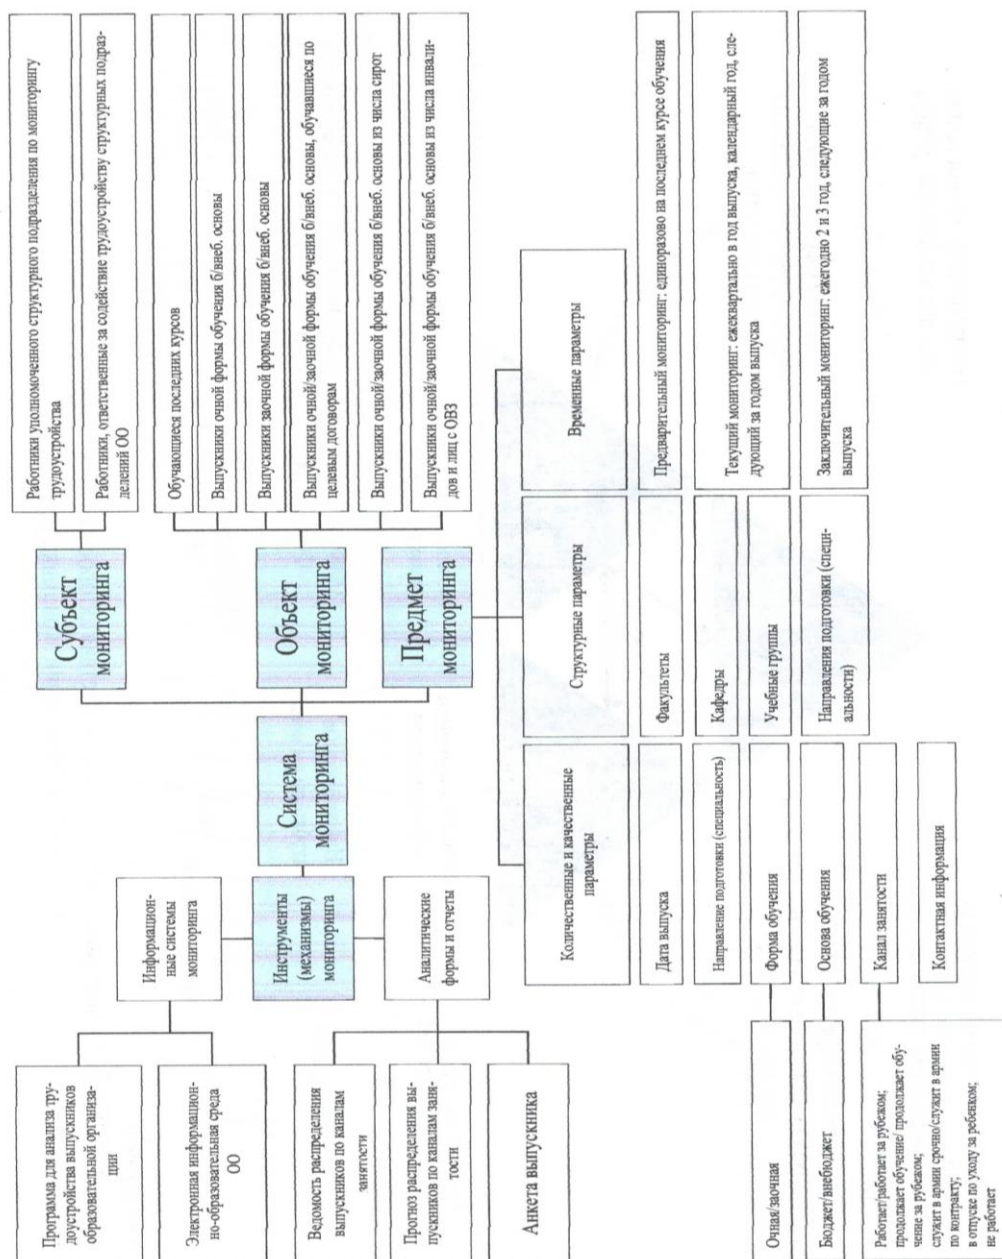 Программа для анализа тру-
доустройства выпускников
образовательной организа-
ции
Электронная информацион-
но-образовательная среда
ОО
Ведомость распределения
выпускников по каналам
занятости
Прогноз распределения вы-
пускников по каналам заня-
тости
Анкета выпускника
Информацион-
ные системы
мониторинга
Инструменты
(механизмы)
мониторинга
Аналитические
формы и отчеты
Система
мониторинга
Субъект
мониторинга
Объект
мониторинга
Предмет
мониторинга
Работники уполномоченного структурного подразделения по мониторингу
трудоустройства
Работники, ответственные за содействие трудоустройству структурных подраз-
делений ОО
Обучающиеся последних курсов
Выпускники очной формы обучения б/внеб. основы
Выпускники заочной формы обучения б/внеб. основы
Выпускники очной/заочной формы обучения б/внеб. основы, обучавшиеся по
целевым договорам
Выпускники очной/заочной формы обучения б/внеб. основы из числа сирот
Выпускники очной/заочной формы обучения б/внеб. основы из числа инвали-
дов и лиц с ОВЗ
Количественные и качественные
параметры
Структурные параметры
Временные параметры
Дата выпуска
Факультеты
Предварительный мониторинг: единоразово на последнем курсе обучения
Направление подготовки (специальность)
Кафедры
Текущий мониторинг: ежеквартально в год выпуска, календарный год, сле-
дующий за годом выпуска
Очная/заочная
Форма обучения
Учебные группы
Бюджет/внебюджет
Основа обучения
Направления подготовки (специ-
альности)
Заключительный мониторинг: ежегодно 2 и 3 год, следующие за годом
выпуска
Работает/работает за рубежом;
продолжает обучение/ продолжает обу-
чение за рубежом;
служит в армии срочно/служит в армии
по контракту;
в отпуске по уходу за ребенком;
не работает
Канал занятости
Контактная информация